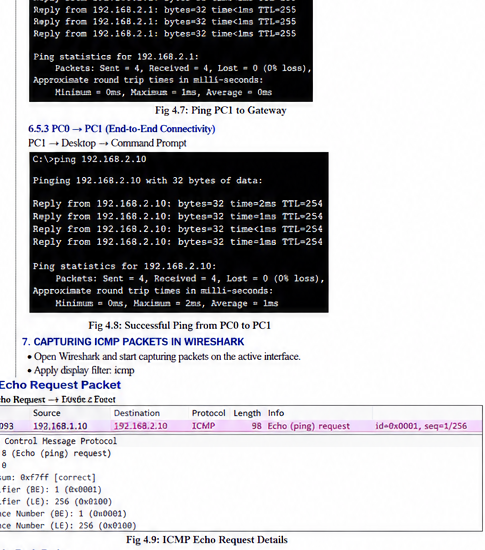 Reply from 192.168.2.1: bytes=32 time<1ms TTL=255
Reply from 192.168.2.1: bytes=32 time<1ms TTL=255
Reply from 192.168.2.1: bytes=32 time<1ms TTL=255
Ping statistics for 192.168.2.1:
Packets: Sent = 4, Received = 4, Lost = 0 (0% loss),
Approximate round trip times in milli-seconds:
Minimum = 0ms, Maximum = 1ms, Average = 0ms
Fig 4.7: Ping PC1 to Gateway
6.5.3 PC0 → PC1 (End-to-End Connectivity)
PC1 → Desktop → Command Prompt
C:\>ping 192.168.2.10
Pinging 192.168.2.10 with 32 bytes of data:
Reply from 192.168.2.10: bytes=32 time=2ms TTL=254
Reply from 192.168.2.10: bytes=32 time=1ms TTL=254
Reply from 192.168.2.10: bytes=32 time<1ms TTL=254
Reply from 192.168.2.10: bytes=32 time=1ms TTL=254
Ping statistics for 192.168.2.10:
Packets: Sent = 4, Received = 4, Lost = 0 (0% loss),
Approximate round trip times in milli-seconds:
Minimum = 0ms, Maximum = 2ms, Average = 1ms
Fig 4.8: Successful Ping from PC0 to PC1
7. CAPTURING ICMP PACKETS IN WIRESHARK
• Open Wireshark and start capturing packets on the active interface.
• Apply display filter: icmp
Echo Request Packet
ho Request →
Source Destination Protocol Length Info
093 192.168.1.10 192.168.2.10 ICMP 98 Echo (ping) request id=0x0001, seq=1/256
Control Message Protocol
8 (Echo (ping) request)
0
sum: 0xf7ff [correct]
ifier (BE): 1 (0x0001)
ifier (LE): 256 (0x0100)
nce Number (BE): 1 (0x0001)
nce Number (LE): 256 (0x0100)
Fig 4.9: ICMP Echo Request Details